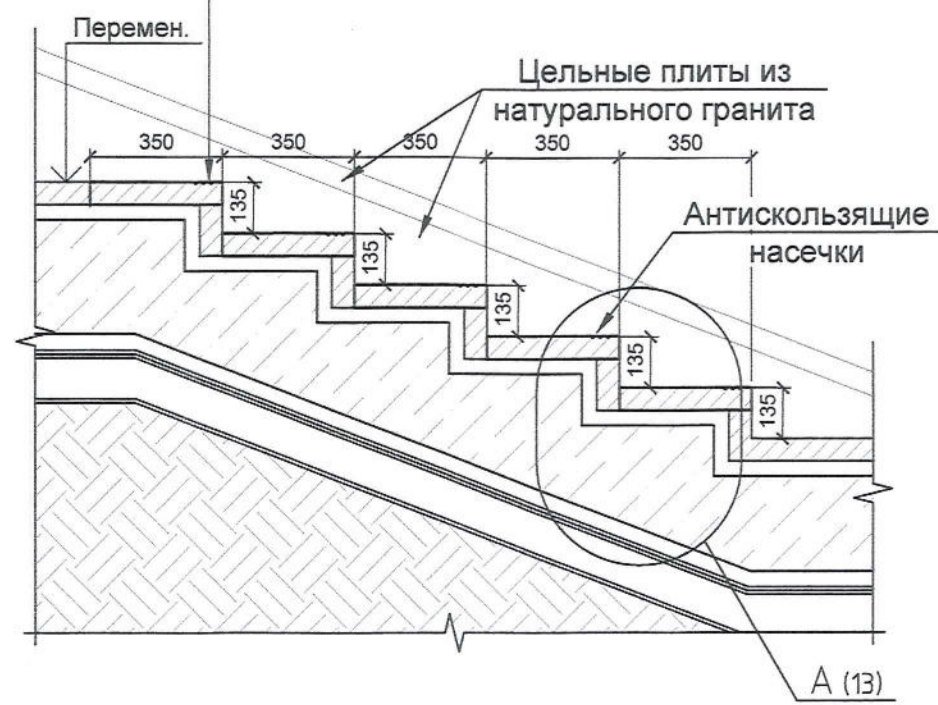 Перемен.
Цельные плиты из
натурального гранита
350
350
350
350
350
135
Антискользящие
насечки
135
135
135
135
А (13)